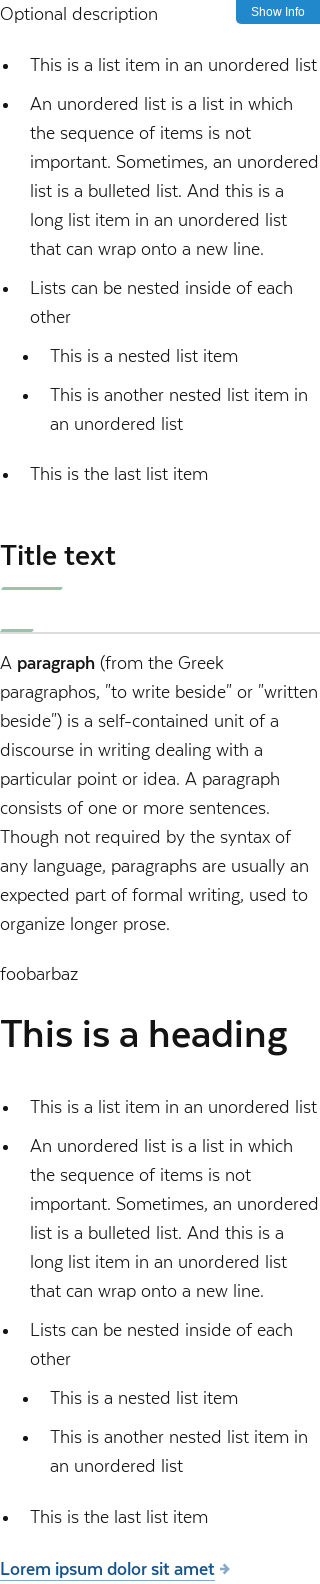 Optional description
Show Info
This is a list item in an unordered list
An unordered list is a list in which
the sequence of items is not
important. Sometimes, an unordered
list is a bulleted list. And this is a
long list item in an unordered list
that can wrap onto a new line.
Lists can be nested inside of each
other
This is a nested list item
This is another nested list item in
an unordered list
This is the last list item
Title text
A paragraph (from the Greek
paragraphos, "to write beside" or "written
beside") is a self-contained unit of a
discourse in writing dealing with a
particular point or idea. A paragraph
consists of one or more sentences.
Though not required by the syntax of
any language, paragraphs are usually an
expected part of formal writing, used to
organize longer prose.
foobarbaz
This is a heading
This is a list item in an unordered list
An unordered list is a list in which
the sequence of items is not
important. Sometimes, an unordered
list is a bulleted list. And this is a
long list item in an unordered list
that can wrap onto a new line.
Lists can be nested inside of each
other
This is a nested list item
This is another nested list item in
an unordered list
This is the last list item
Lorem ipsum dolor sit amet